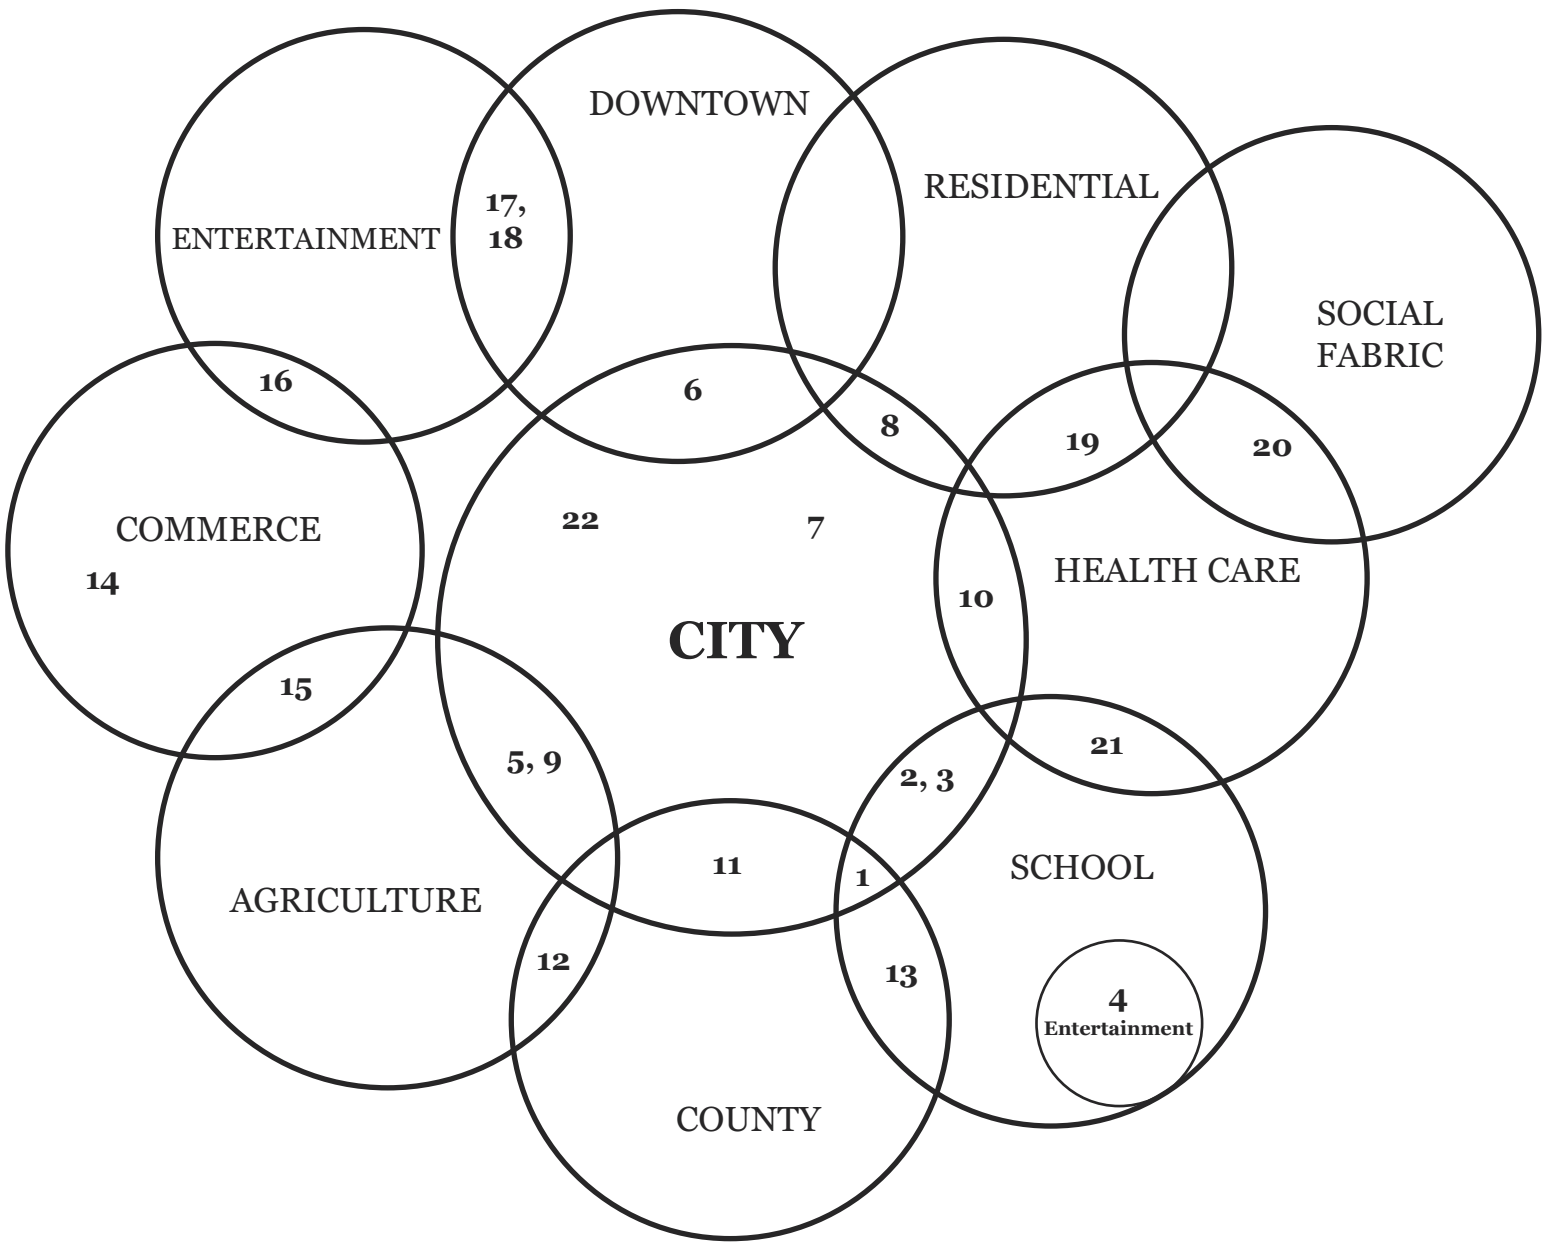 DOWNTOWN
RESIDENTIAL
17,
18
ENTERTAINMENT
SOCIAL
FABRIC
16
6
8
19
20
22
7
COMMERCE
14
HEALTH CARE
10
CITY
15
5, 9
21
2, 3
11
1
SCHOOL
AGRICULTURE
12
13
4
Entertainment
COUNTY